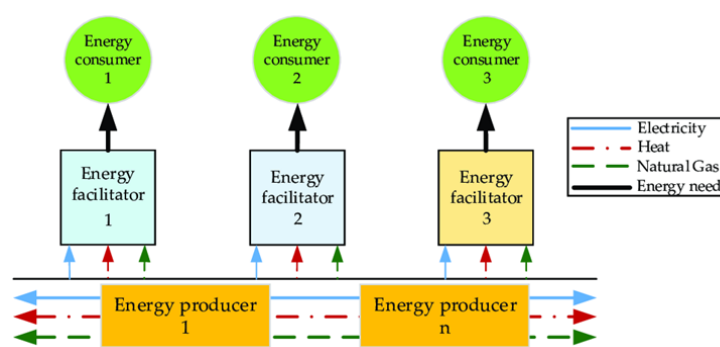 Energy
consumer
1
Energy
consumer
2
Energy
consumer
3
Energy
facilitator
1
Energy
facilitator
2
Energy
facilitator
3
Electricity
Heat
Natural Gas
Energy need
Energy producer
1
Energy producer
n